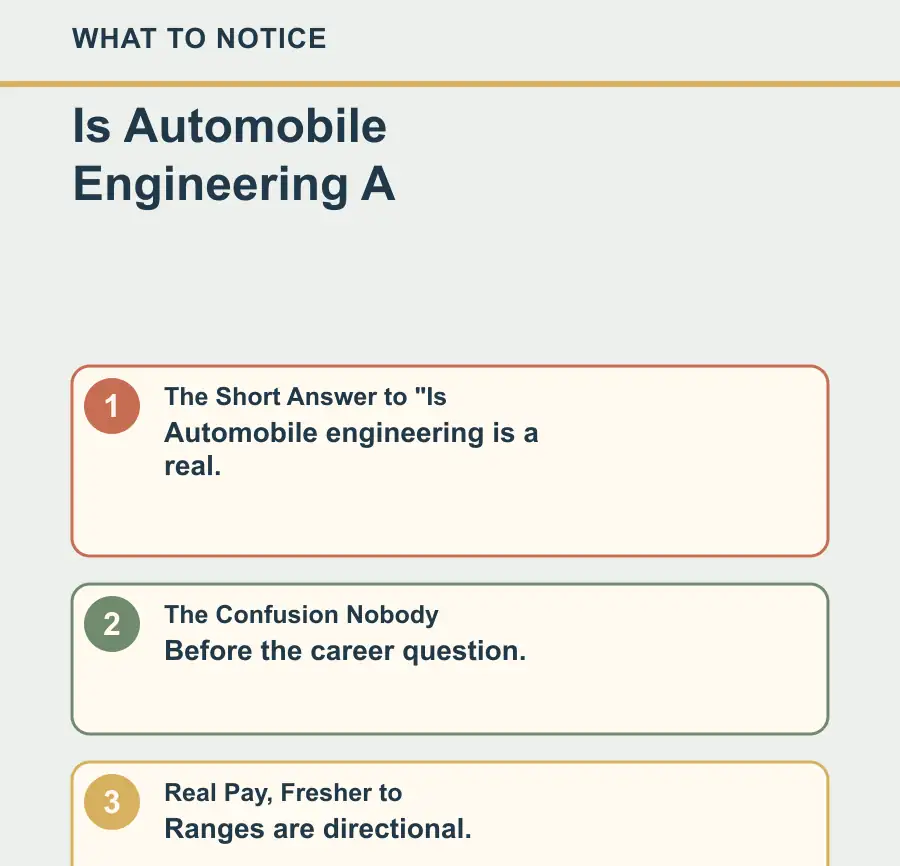 WHAT TO NOTICE
Is Automobile
Engineering A
1
The Short Answer to "Is
Automobile engineering is a
real.
2
The Confusion Nobody
Before the career question.
3
Real Pay, Fresher to
Ranges are directional.